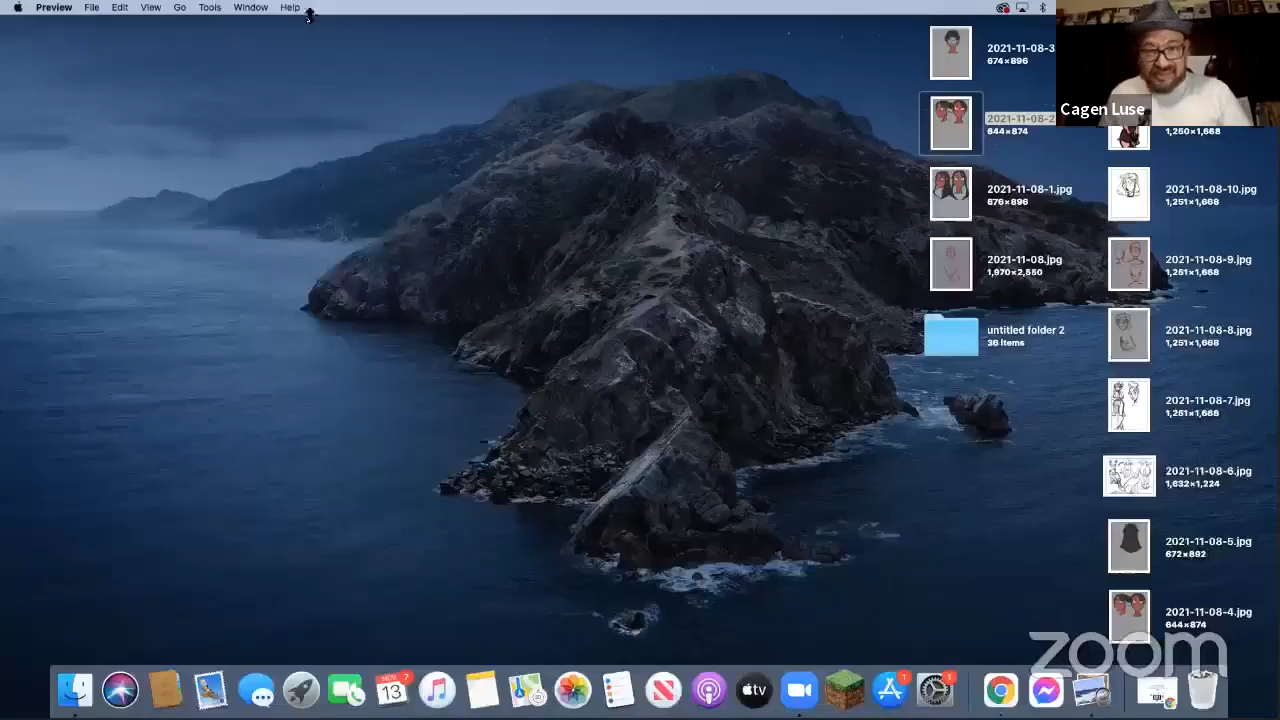 Preview File Edit View Go Tools Window Help
2021-11-08-3
674×896
Cagen Luse
2021-11-08-2
644×874
1,250×1,668
2021-11-08-1.jpg
676×896
2021-11-08-10.jpg
1,251×1,668
2021-11-08.jpg
1,970×2,550
2021-11-08-9.jpg
1,251×1,668
untitled folder 2
36 items
2021-11-08-8.jpg
1,251×1,668
2021-11-08-7.jpg
1,251×1,668
2021-11-08-6.jpg
1,632×1,224
2021-11-08-5.jpg
672×892
2021-11-08-4.jpg
644×874
zoom
NOV
13
7
tv
1
1